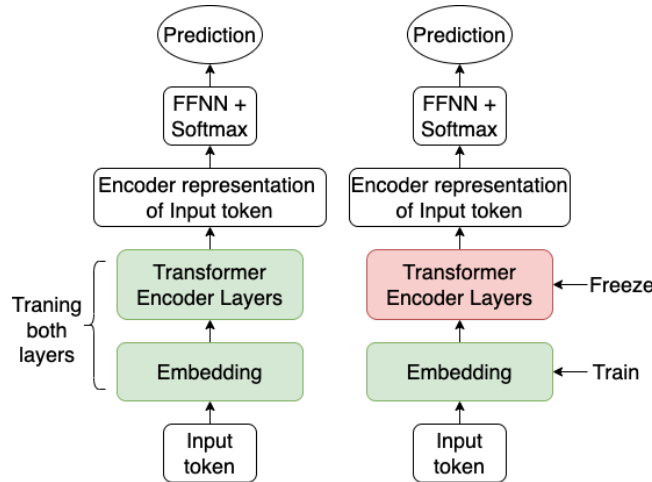 Prediction
FFNN +
Softmax
Encoder representation
of Input token
Transformer
Encoder Layers
Traning
both
layers
Embedding
Input
token
Prediction
FFNN +
Softmax
Encoder representation
of Input token
Transformer
Encoder Layers
Freeze
Embedding
Train
Input
token